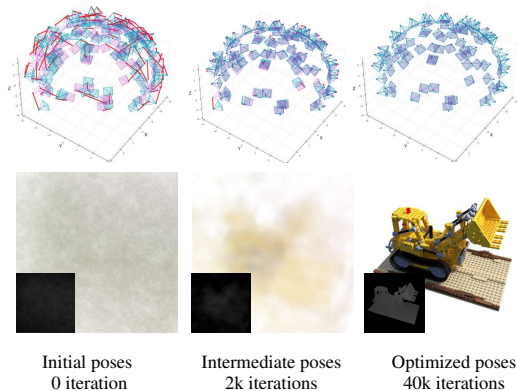 z
Y
X
z
Y
X
z
Y
X
Initial poses
0 iteration
Intermediate poses
2k iterations
Optimized poses
40k iterations